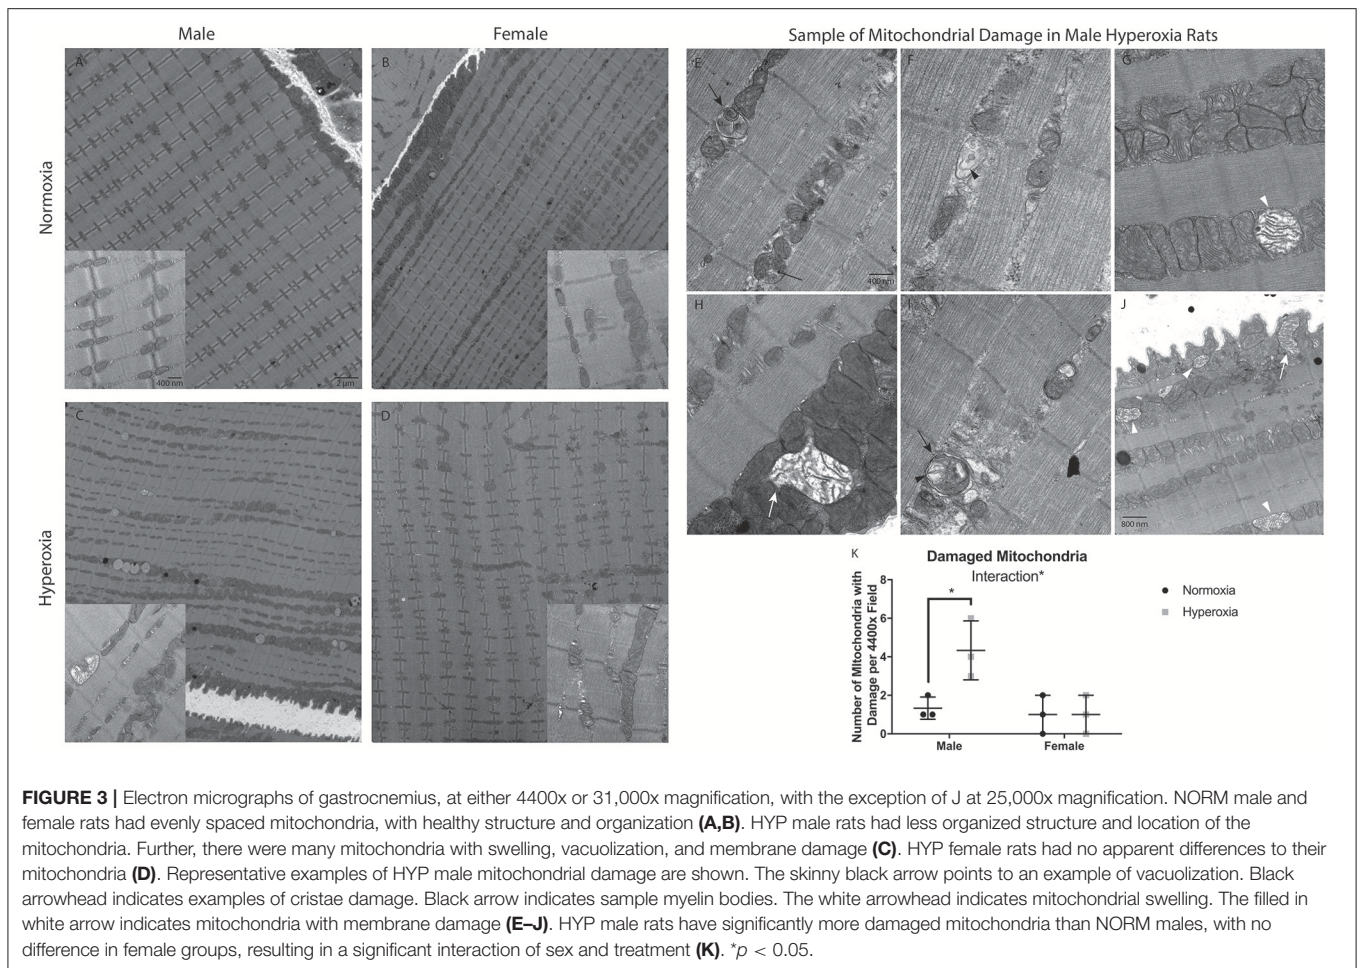 Male
Female
Sample of Mitochondrial Damage in Male Hyperoxia Rats
Normoxia
A
B
400 nm
2 µm
E
F
G
400 nm
Hyperoxia
C
D
H
I
J
800 nm
K
Damaged Mitochondria
Interaction*
Number of Mitochondria with
Damage per 4400x Field
8
6
4
2
0
*
Male
Female
Normoxia
Hyperoxia
FIGURE 3 | Electron micrographs of gastrocnemius, at either 4400x or 31,000x magnification, with the exception of J at 25,000x magnification. NORM male and
female rats had evenly spaced mitochondria, with healthy structure and organization (A,B). HYP male rats had less organized structure and location of the
mitochondria. Further, there were many mitochondria with swelling, vacuolization, and membrane damage (C). HYP female rats had no apparent differences to their
mitochondria (D). Representative examples of HYP male mitochondrial damage are shown. The skinny black arrow points to an example of vacuolization. Black
arrowhead indicates examples of cristae damage. Black arrow indicates sample myelin bodies. The white arrowhead indicates mitochondrial swelling. The filled in
white arrow indicates mitochondria with membrane damage (E–J). HYP male rats have significantly more damaged mitochondria than NORM males, with no
difference in female groups, resulting in a significant interaction of sex and treatment (K). *p < 0.05.